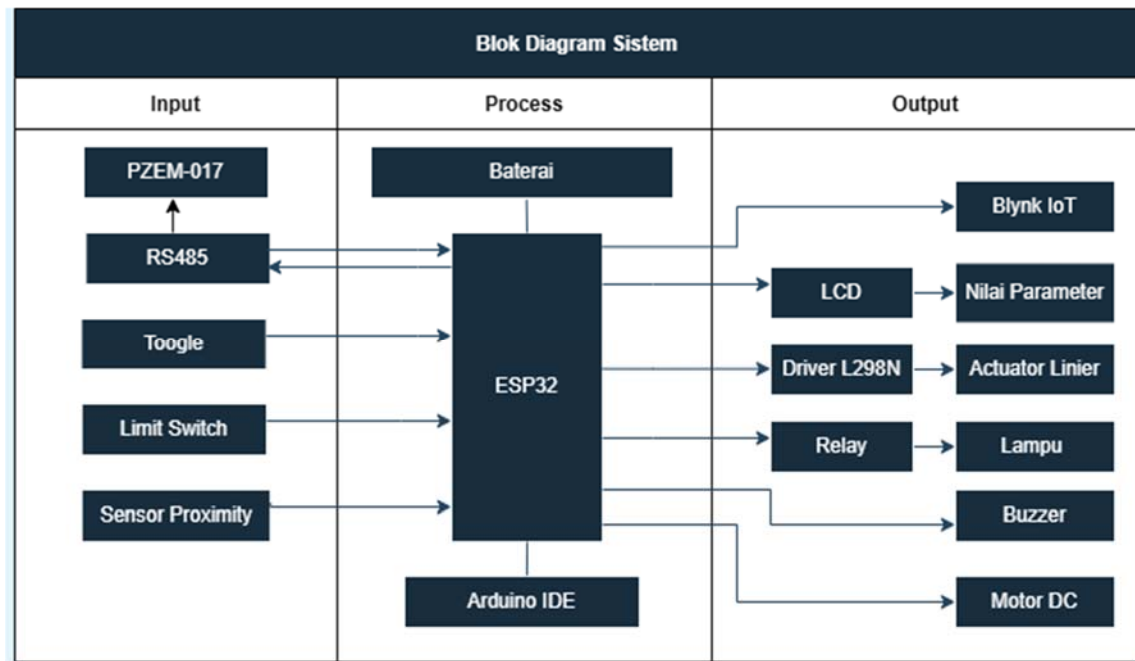 Blok Diagram Sistem
Input
Process
Output
PZEM-017
RS485
Toogle
Limit Switch
Sensor Proximity
Baterai
ESP32
Arduino IDE
Blynk IoT
LCD
Nilai Parameter
Driver L298N
Actuator Linier
Relay
Lampu
Buzzer
Motor DC